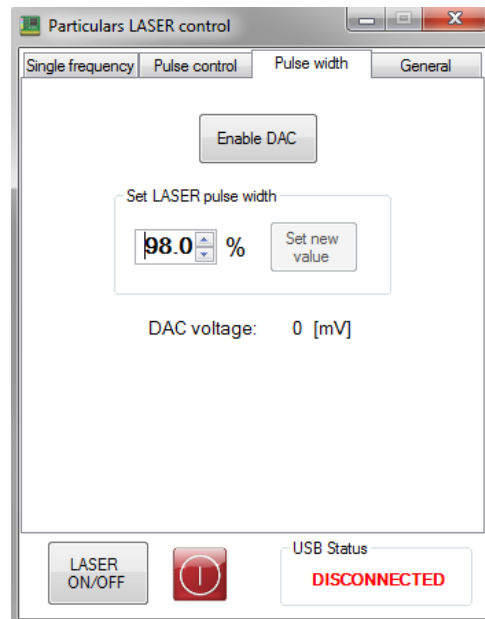 Particulars LASER control
Single frequency Pulse control Pulse width General
Enable DAC
Set LASER pulse width
98.0 % Set new
value
DAC voltage: 0 [mV]
LASER
ON/OFF
USB Status
DISCONNECTED